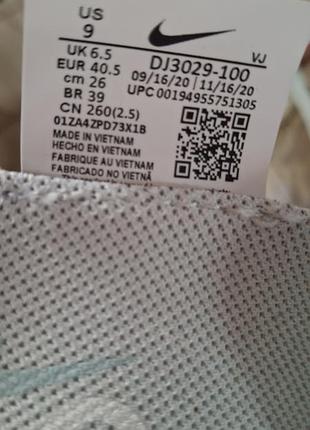 US
9
VJ
UK 6.5
DJ3029-100
EUR 40.5
09/16/20 11/16/20
cm 26
UPC 00194955751305
BR 39
CN 260(2.5)
01ZA4ZPD73X1B
MADE IN VIETNAM
HECHO EN VIETNAM
FABRIQUE AU VIETNAM
FABRICADO NO VIETNAM